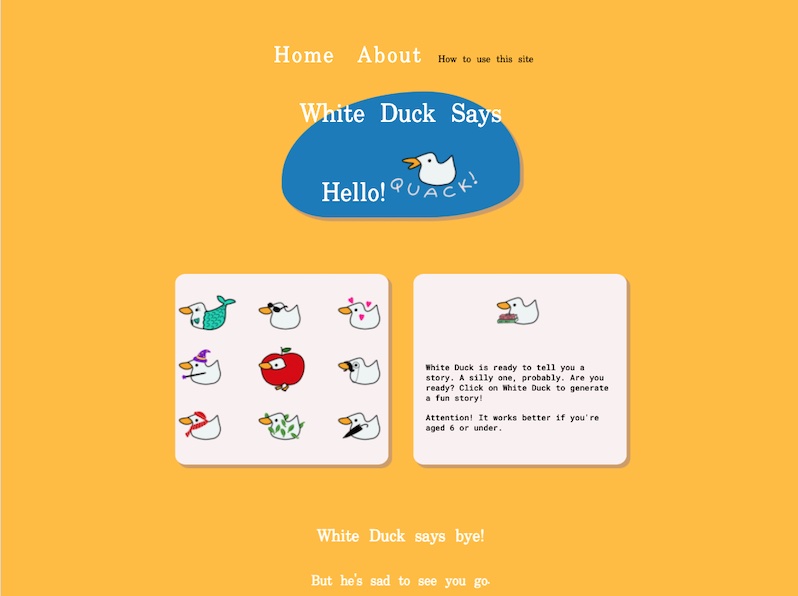 Home About How to use this site
White Duck Says
Hello! QUACK!
White Duck is ready to tell you a
story. A silly one, probably. Are you
ready? Click on White Duck to generate
a fun story!
Attention! It works better if you're
aged 6 or under.
White Duck says bye!
But he's sad to see you go.